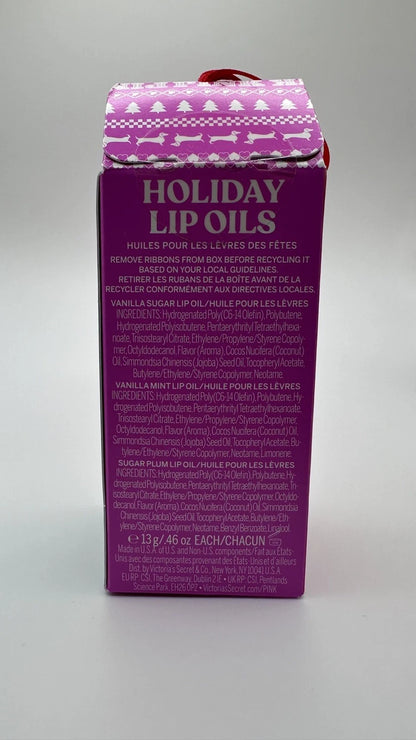 HOLIDAY
LIP OILS
HUILES POUR LES LÈVRES DES FÊTES
REMOVE RIBBONS FROM BOX BEFORE RECYCLING IT
BASED ON YOUR LOCAL GUIDELINES.
RETIRER LES RUBANS DE LA BOÎTE AVANT DE LA
RECYCLER CONFORMÉMENT AUX DIRECTIVES LOCALES.
VANILLA SUGAR LIP OIL/HUILE POUR LES LÈVRES
INGREDIENTS: Hydrogenated Poly(C6-14 Olefin), Polybutene,
Hydrogenated Polyisobutene, Pentaerythrityl Tetraethylhexa-
noate, Triisostearyl Citrate, Ethylene/Propylene/Styrene Copoly-
mer, Octyldodecanol, Flavor (Aroma), Cocos Nucifera (Coconut)
Oil, Simmondsia Chinensis (Jojoba) Seed Oil, Tocopheryl Acetate,
Butylene/Ethylene/Styrene Copolymer, Neotame.
VANILLA MINT LIP OIL/HUILE POUR LES LÈVRES
INGREDIENTS: Hydrogenated Poly(C6-14 Olefin), Polybutene, Hy-
drogenated Polyisobutene, Pentaerythrityl Tetraethylhexanoate,
Triisostearyl Citrate, Ethylene/Propylene/Styrene Copolymer,
Octyldodecanol, Flavor (Aroma), Cocos Nucifera (Coconut) Oil,
Simmondsia Chinensis (Jojoba) Seed Oil, Tocopheryl Acetate, Bu-
tylene/Ethylene/Styrene Copolymer, Neotame, Limonene.
SUGAR PLUM LIP OIL/HUILE POUR LES LÈVRES
INGREDIENTS: Hydrogenated Poly(C6-14 Olefin), Polybutene, Hy-
drogenated Polyisobutene, Pentaerythrityl Tetraethylhexanoate, Tri-
isostearyl Citrate, Ethylene/Propylene/Styrene Copolymer, Octyldo-
decanol, Flavor (Aroma), Cocos Nucifera (Coconut) Oil, Simmondsia
Chinensis (Jojoba) Seed Oil, Tocopheryl Acetate, Butylene/Eth-
ylene/Styrene Copolymer, Neotame, Benzyl Benzoate, Linalool.
℮ 13 g/.46 oz EACH/CHACUN
Made in U.S.A. of U.S. and Non-U.S. components/Fait aux États-
Unis avec des composantes provenant des États-Unis et d'ailleurs
Dist. by Victoria's Secret & Co., New York, NY 10041 U.S.A.
EU RP CSI, The Greenway, Dublin 2 IE • UK RP CSI, Pentlands
Science Park, EH26 0PZ • VictoriasSecret.com/PINK